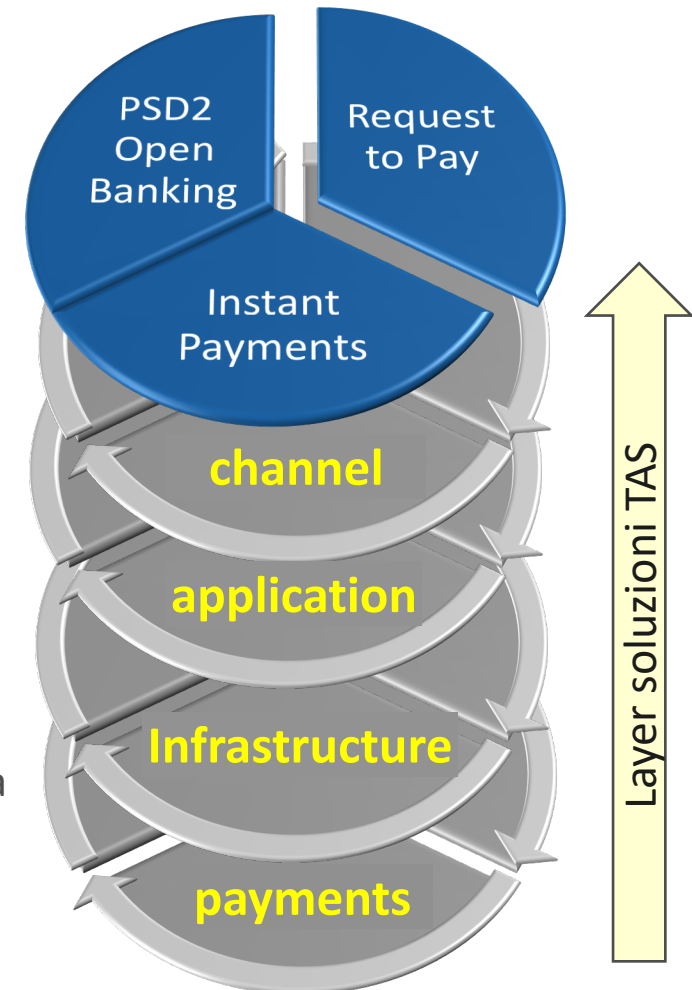 PSD2
Open
Banking
Request
to Pay
Instant
Payments
channel
application
Infrastructure
payments
Layer soluzioni TAS
a